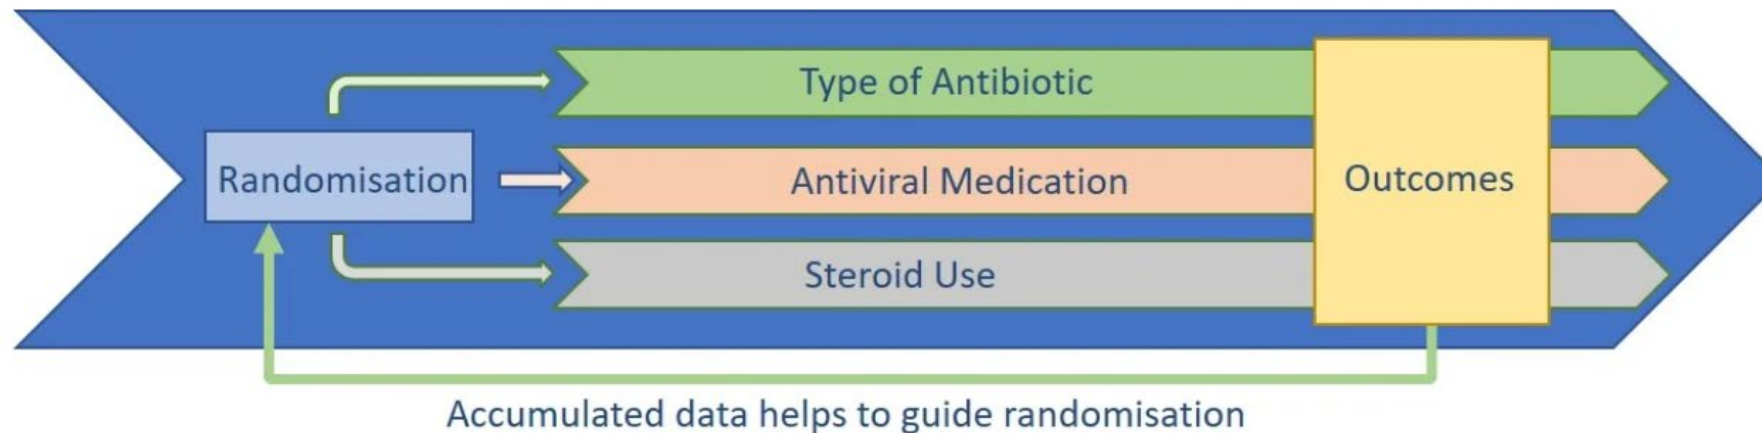 Type of Antibiotic
Randomisation
Antiviral Medication
Outcomes
Steroid Use
Accumulated data helps to guide randomisation